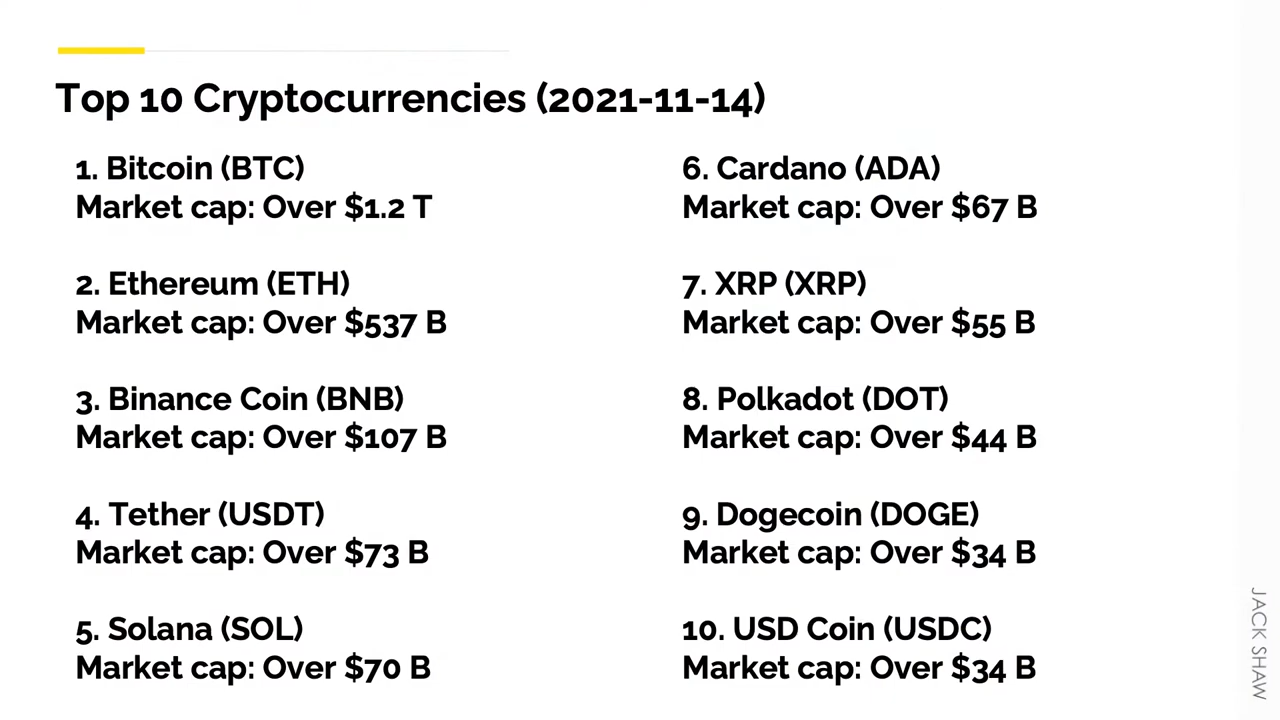 Top 10 Cryptocurrencies (2021-11-14)
1. Bitcoin (BTC)
Market cap: Over $1.2 T
2. Ethereum (ETH)
Market cap: Over $537 B
3. Binance Coin (BNB)
Market cap: Over $107 B
4. Tether (USDT)
Market cap: Over $73 B
5. Solana (SOL)
Market cap: Over $70 B
6. Cardano (ADA)
Market cap: Over $67 B
7. XRP (XRP)
Market cap: Over $55 B
8. Polkadot (DOT)
Market cap: Over $44 B
9. Dogecoin (DOGE)
Market cap: Over $34 B
10. USD Coin (USDC)
Market cap: Over $34 B
JACK SHAW